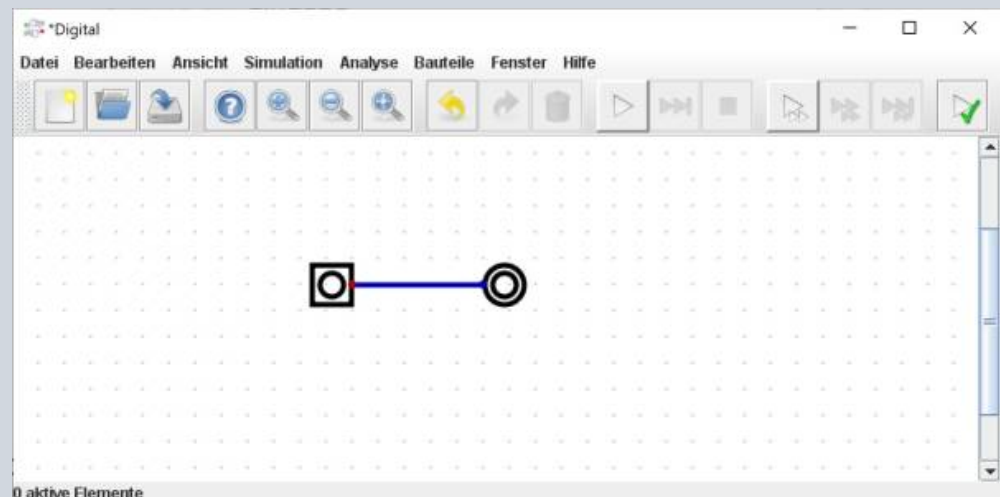 *Digital
Datei Bearbeiten Ansicht Simulation Analyse Bauteile Fenster Hilfe
0 aktive Elemente